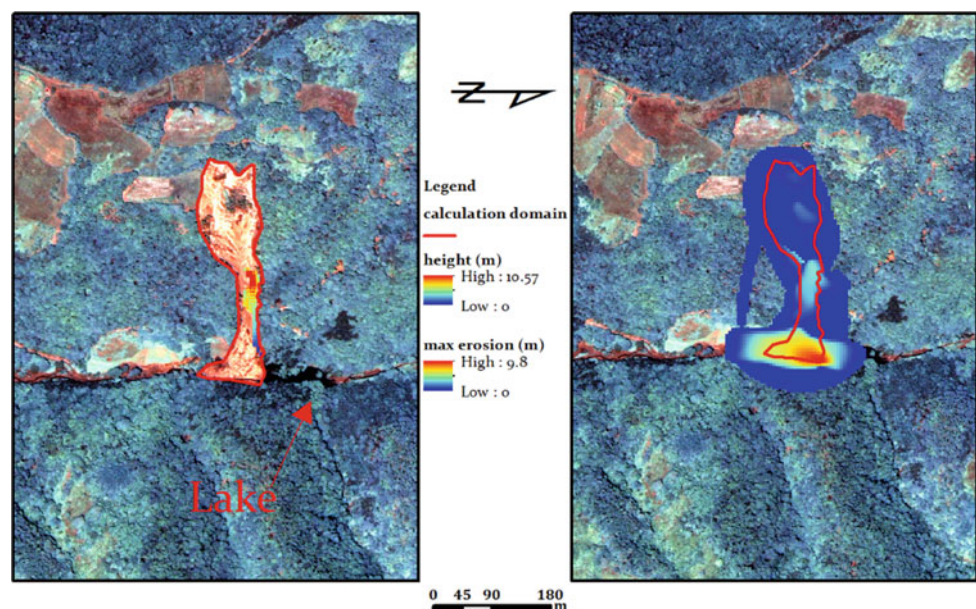 N
Legend
calculation domain
height (m)
High : 10.57
Low : 0
max erosion (m)
High : 9.8
Low : 0
Lake
0 45 90 180
m